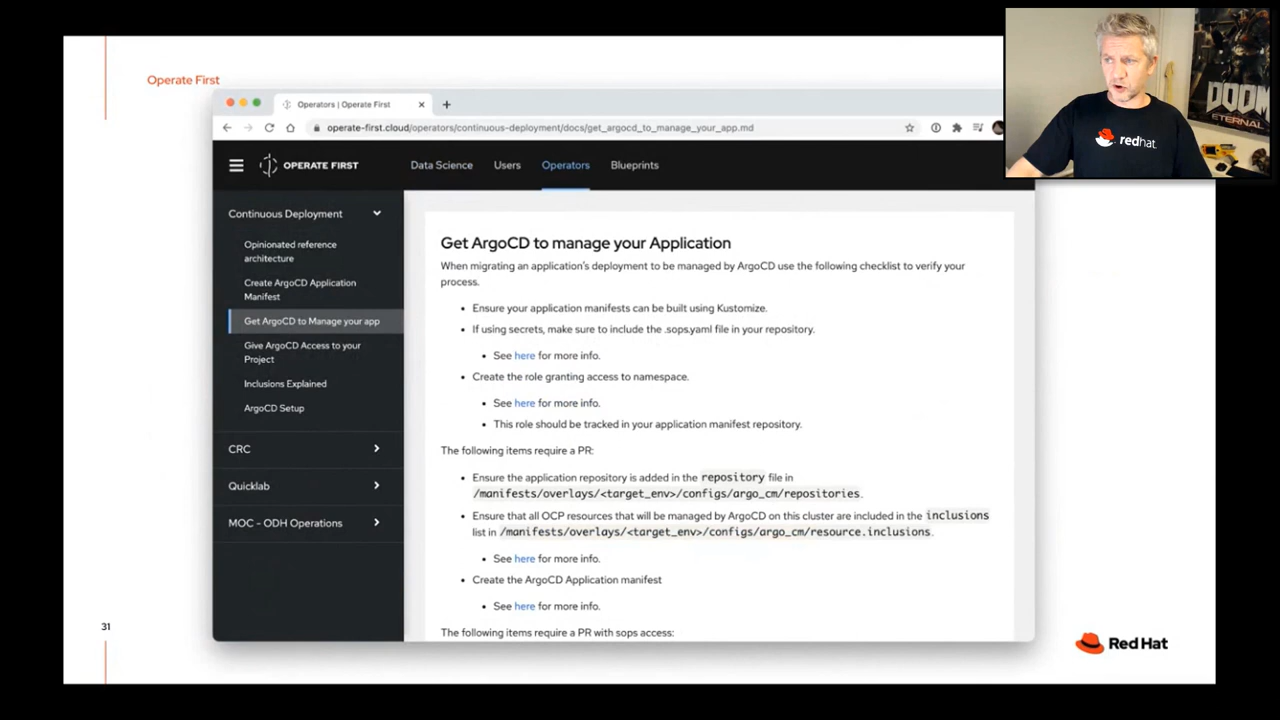 Operate First
Operators | Operate First
operate-first.cloud/operators/continuous-deployment/docs/get_argocd_to_manage_your_app.md
OPERATE FIRST
Data Science
Users
Operators
Blueprints
Continuous Deployment
Opinionated reference
architecture
Create ArgoCD Application
Manifest
Get ArgoCD to Manage your app
Give ArgoCD Access to your
Project
Inclusions Explained
ArgoCD Setup
CRC
Quicklab
MOC - ODH Operations
Get ArgoCD to manage your Application
When migrating an application's deployment to be managed by ArgoCD use the following checklist to verify your
process.
Ensure your application manifests can be built using Kustomize.
If using secrets, make sure to include the .sops.yaml file in your repository.
See here for more info.
Create the role granting access to namespace.
See here for more info.
This role should be tracked in your application manifest repository.
The following items require a PR:
Ensure the application repository is added in the repository file in
/manifests/overlays/<target_env>/configs/argo_cm/repositories.
Ensure that all OCP resources that will be managed by ArgoCD on this cluster are included in the inclusions
list in /manifests/overlays/<target_env>/configs/argo_cm/resource.inclusions.
See here for more info.
Create the ArgoCD Application manifest
See here for more info.
The following items require a PR with sops access:
31
Red Hat
redhat.
DOOM
ETERNAL